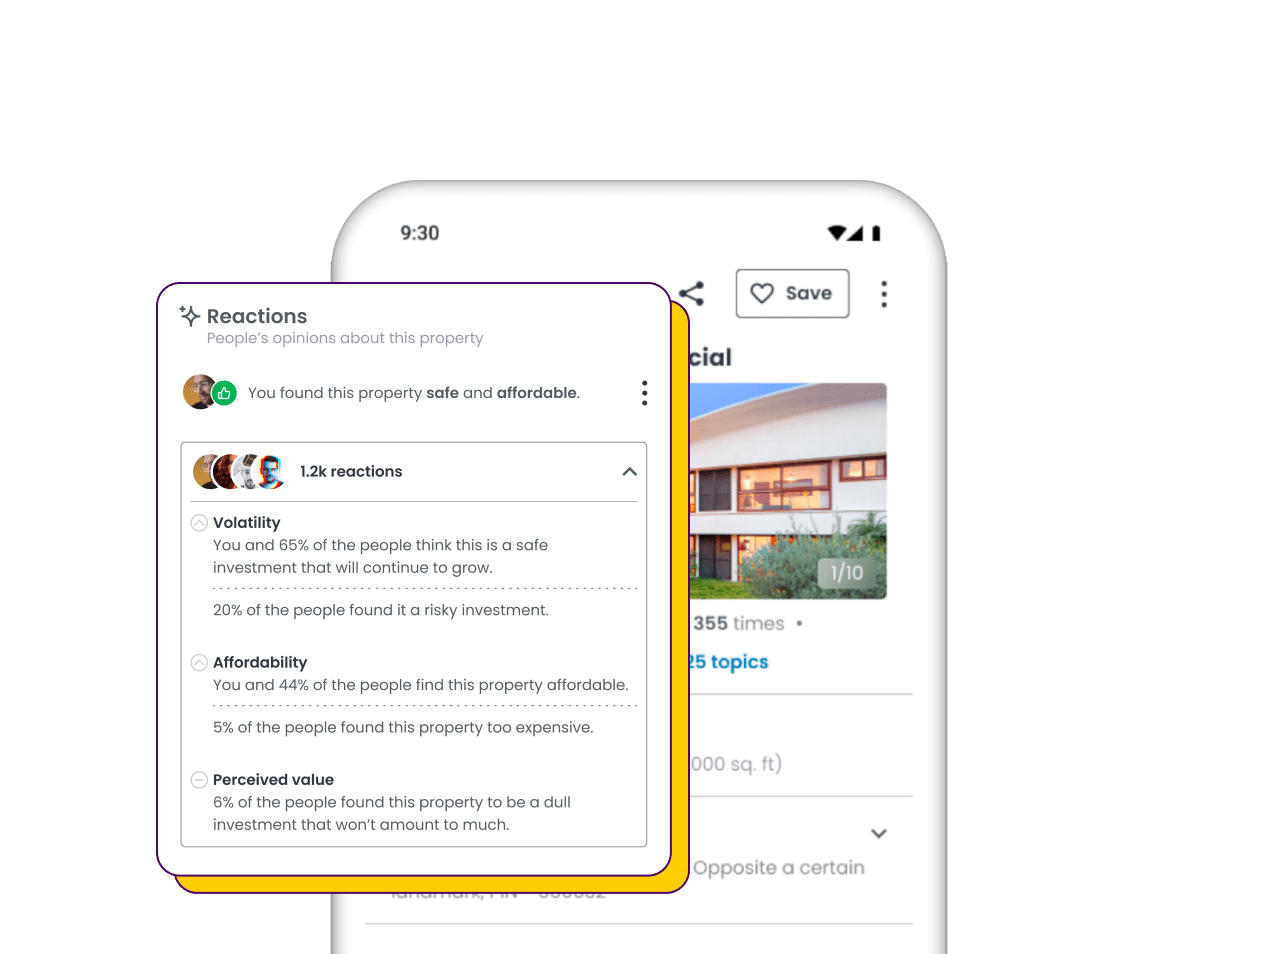 9:30
Save
Reactions
People's opinions about this property
cial
You found this property safe and affordable.
1.2k reactions
Volatility
You and 65% of the people think this is a safe
investment that will continue to grow.
1/10
20% of the people found it a risky investment.
355 times •
Affordability
25 topics
You and 44% of the people find this property affordable.
5% of the people found this property too expensive.
000 sq. ft)
Perceived value
6% of the people found this property to be a dull
investment that won't amount to much.
Opposite a certain